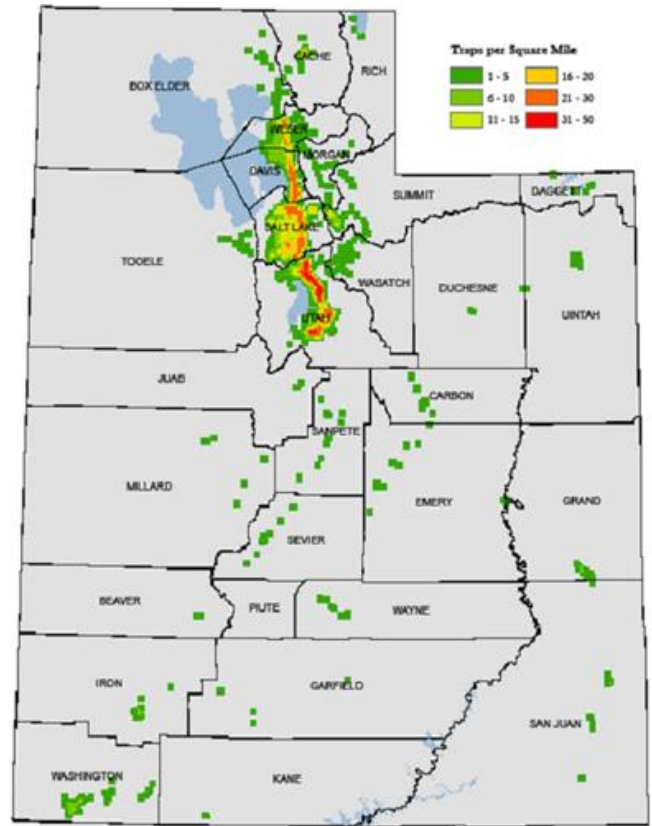 Traps per Square Mile
1 - 5
16 - 20
6 - 10
21 - 30
11 - 15
31 - 50
CACHE
RICH
BOX ELDER
WEBER
MORGAN
DAVIS
SUMMIT
DAGGETT
SALT LAKE
TOOELE
WASATCH
DUCHESNE
UINTAH
UTAH
JUAB
CARBON
SANPETE
MILLARD
EMERY
GRAND
SEVIER
BEAVER
PIUTE
WAYNE
IRON
GARFIELD
SAN JUAN
WASHINGTON
KANE